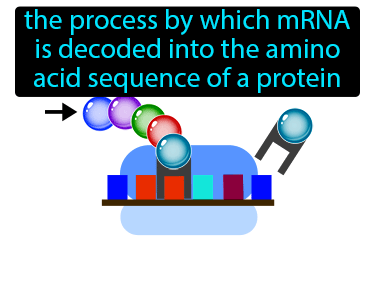 the process by which mRNA
is decoded into the amino
acid sequence of a protein